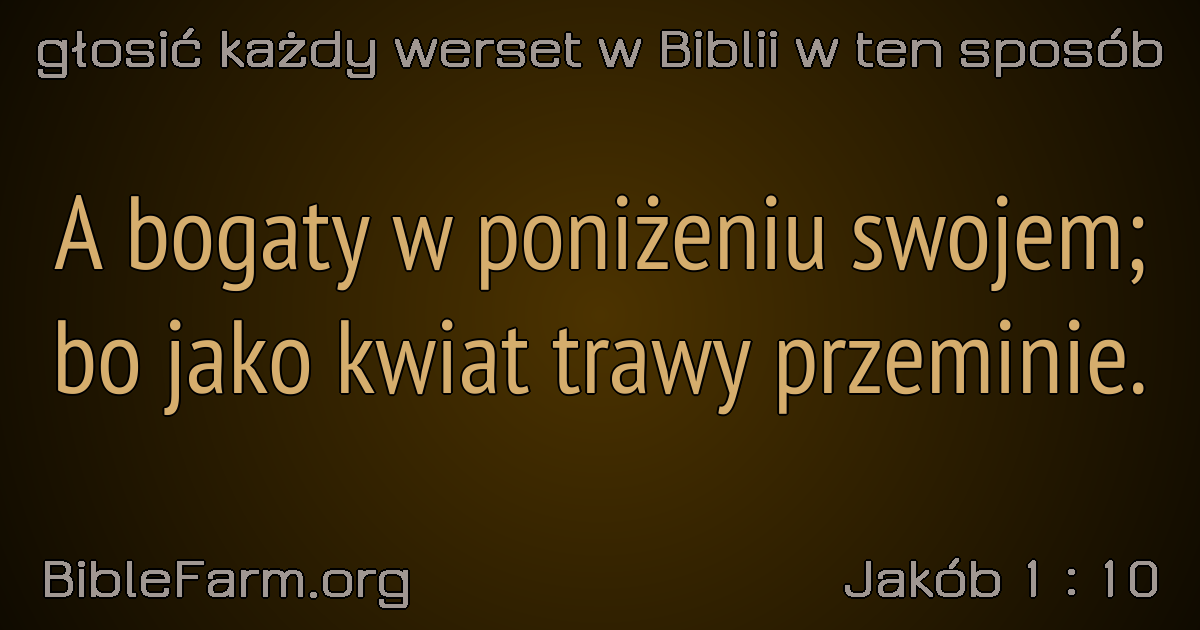 głosić każdy werset w Biblii w ten sposób
A bogaty w poniżeniu swojem;
bo jako kwiat trawy przeminie.
BibleFarm.org
Jakób 1 : 10